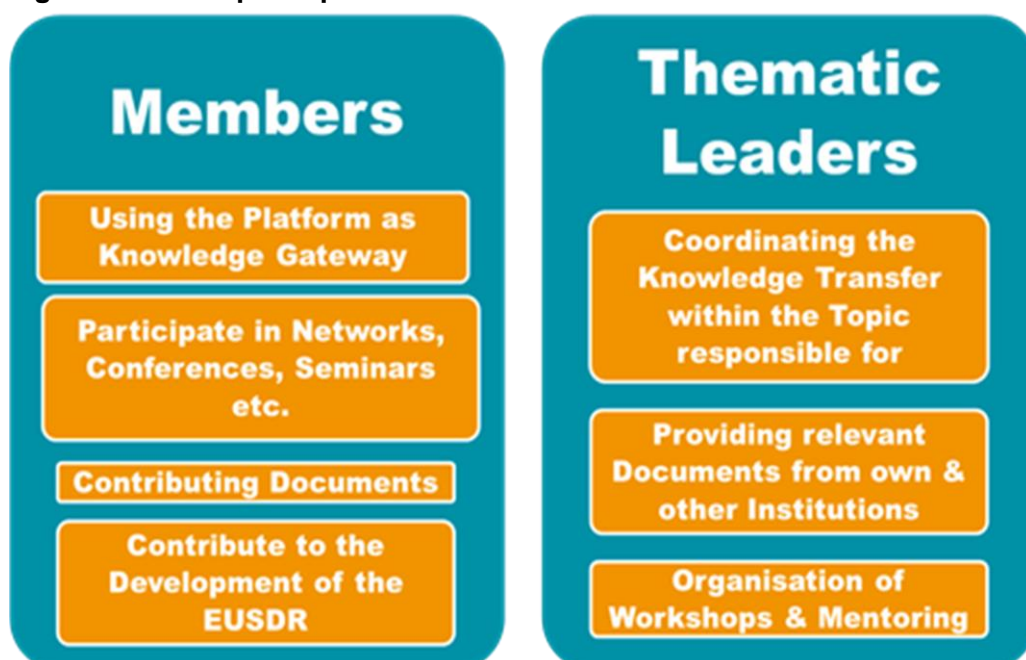 Members
Using the Platform as
Knowledge Gateway
Participate in Networks,
Conferences, Seminars
etc.
Contributing Documents
Contribute to the
Development of the
EUSDR
Thematic
Leaders
Coordinating the
Knowledge Transfer
within the Topic
responsible for
Providing relevant
Documents from own &
other Institutions
Organisation of
Workshops & Mentoring